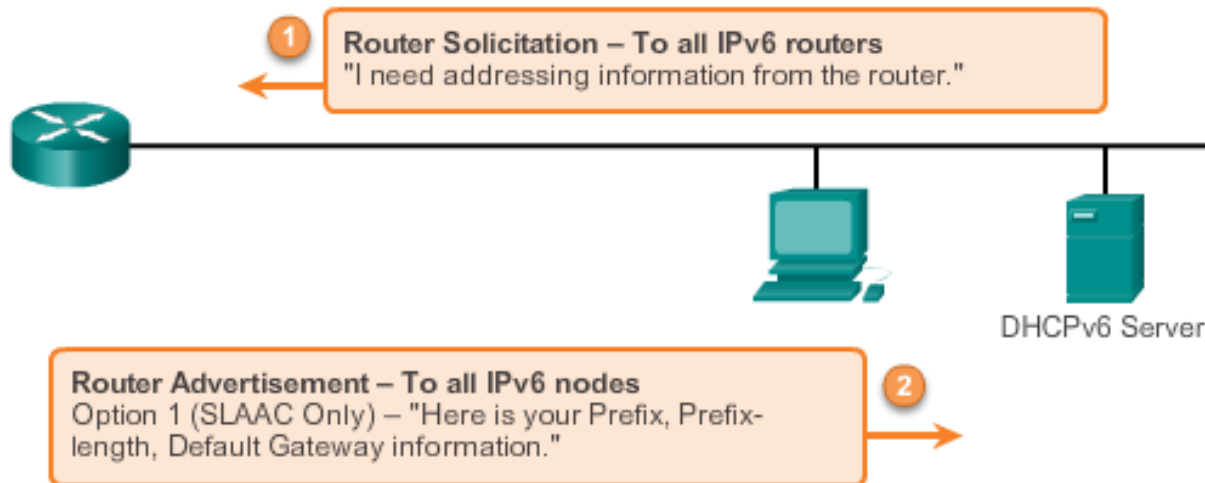 1
Router Solicitation – To all IPv6 routers
"I need addressing information from the router."
DHCPv6 Server
Router Advertisement – To all IPv6 nodes
Option 1 (SLAAC Only) – "Here is your Prefix, Prefix-
length, Default Gateway information."
2